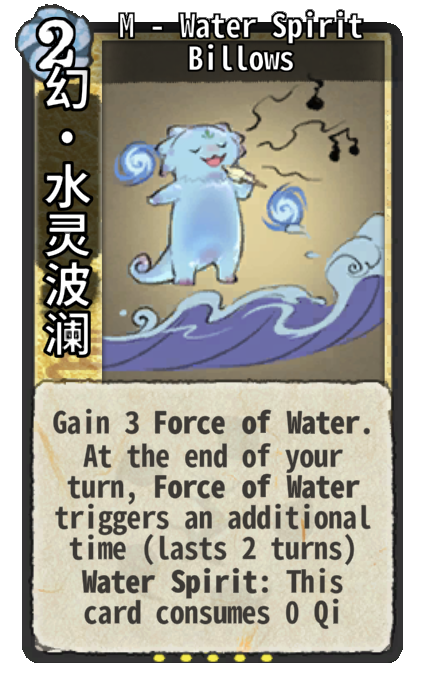 2
M - Water Spirit
Billows
幻·水灵波澜
Gain 3 Force of Water.
At the end of your
turn, Force of Water
triggers an additional
time (lasts 2 turns)
Water Spirit: This
card consumes 0 Qi